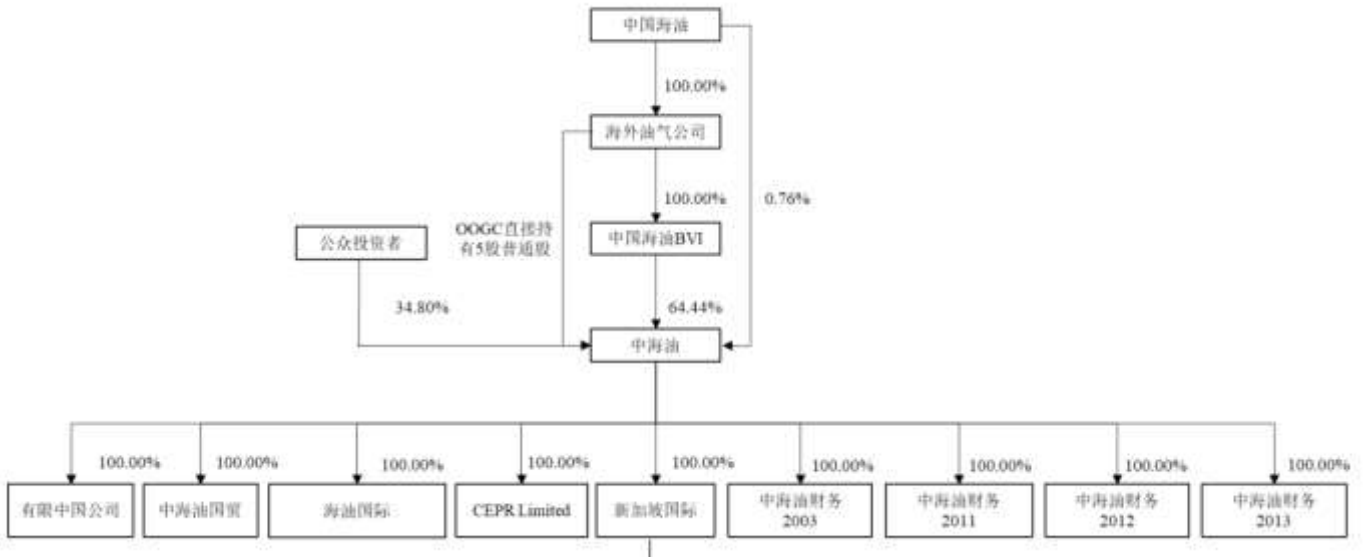 中国海油
100.00%
海外油气公司
100.00%
0.76%
OOGC直接持
有5股普通股
公众投资者
中国海油BVI
34.80%
64.44%
中海油
100.00%
100.00%
100.00%
100.00%
100.00%
100.00%
100.00%
100.00%
100.00%
有限中国公司
中海油国贸
海油国际
CEPR Limited
新加坡国际
中海油财务
2003
中海油财务
2011
中海油财务
2012
中海油财务
2013